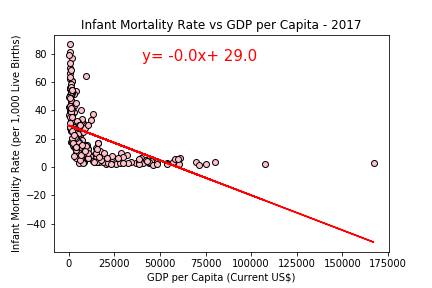 Infant Mortality Rate vs GDP per Capita - 2017
y= -0.0x+ 29.0
Infant Mortality Rate (per 1,000 Live Births)
80
60
40
20
0
−20
−40
0 25000 50000 75000 100000 125000 150000 175000
GDP per Capita (Current US$)